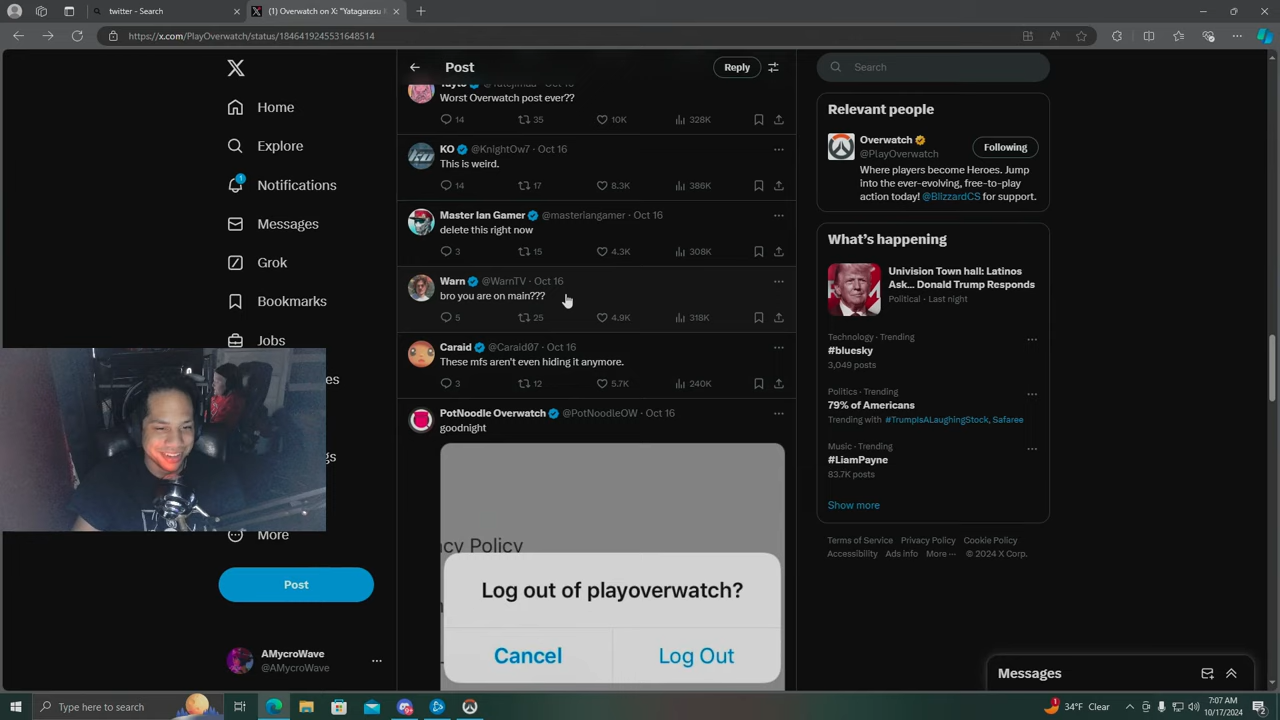 twitter - Search
(1) Overwatch on X: "Yatagarasu
https://x.com/PlayOverwatch/status/1846419245531648514
Home
Explore
1
Notifications
Messages
Grok
Bookmarks
Jobs
More
Post
AMycroWave
@AMycroWave
Post
Reply
Worst Overwatch post ever??
14 35 10K 328K
KO @KnightOw7 · Oct 16
This is weird.
14 17 8.3K 386K
Master Ian Gamer @masteriangamer · Oct 16
delete this right now
3 15 4.3K 308K
Warn @WarnTV · Oct 16
bro you are on main???
5 25 4.9K 318K
Caraid @Caraid07 · Oct 16
These mfs aren't even hiding it anymore.
3 12 5.7K 240K
PotNoodle Overwatch @PotNoodleOW · Oct 16
goodnight
acy Policy
Log out of playoverwatch?
Cancel Log Out
Search
Relevant people
Overwatch
@PlayOverwatch
Following
Where players become Heroes. Jump
into the ever-evolving, free-to-play
action today! @BlizzardCS for support.
What's happening
Univision Town hall: Latinos
Ask... Donald Trump Responds
Political · Last night
Technology · Trending
#bluesky
3,049 posts
Politics · Trending
79% of Americans
Trending with #TrumpIsALaughingStock, Safaree
Music · Trending
#LiamPayne
83.7K posts
Show more
Terms of Service Privacy Policy Cookie Policy
Accessibility Ads info More ··· © 2024 X Corp.
Messages
Type here to search
34°F Clear
7:07 AM
10/17/2024
2